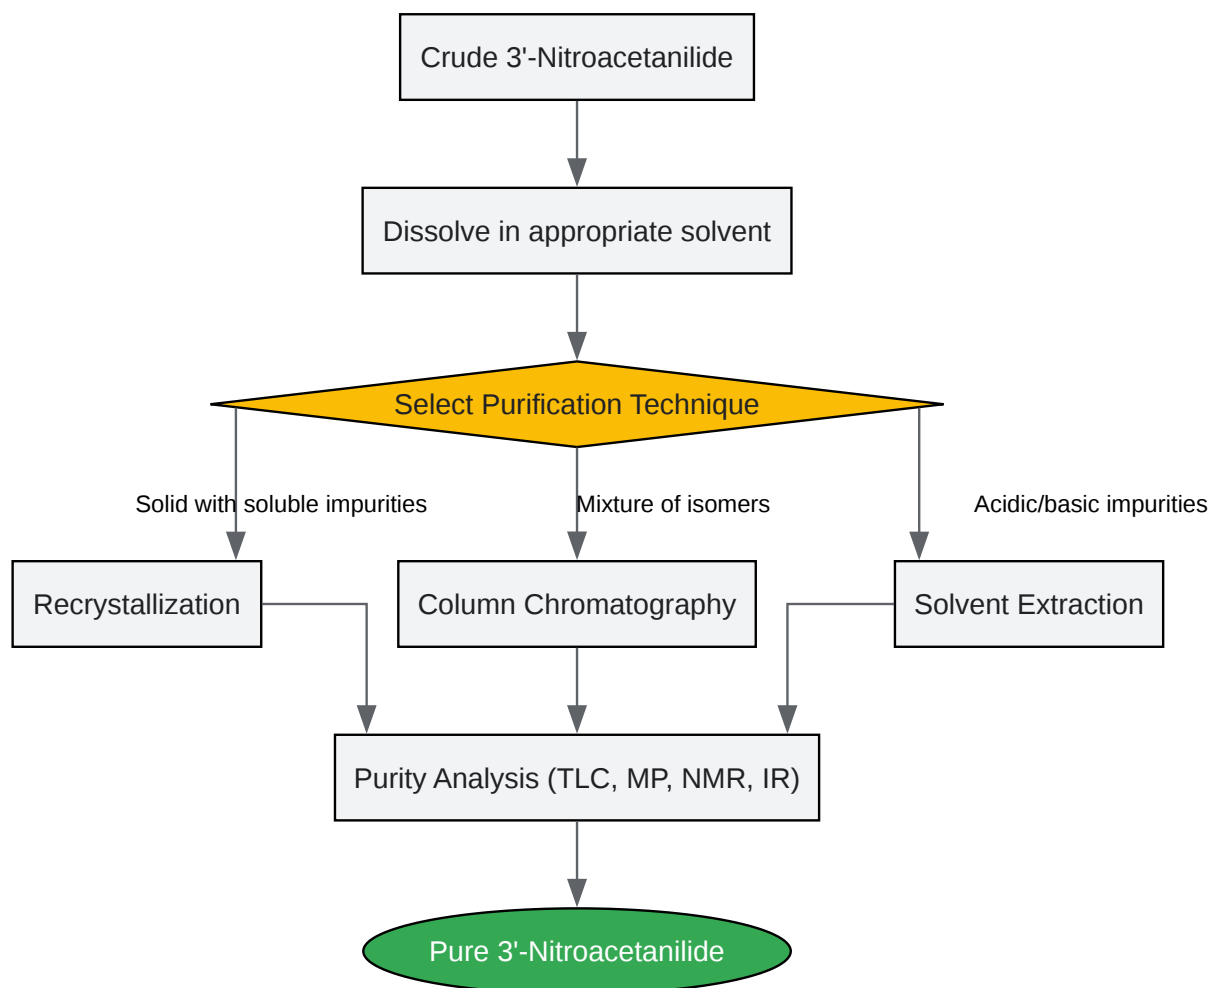 Crude 3'-Nitroacetanilide
Dissolve in appropriate solvent
Select Purification Technique
Solid with soluble impurities
Mixture of isomers
Acidic/basic impurities
Recrystallization
Column Chromatography
Solvent Extraction
Purity Analysis (TLC, MP, NMR, IR)
Pure 3'-Nitroacetanilide